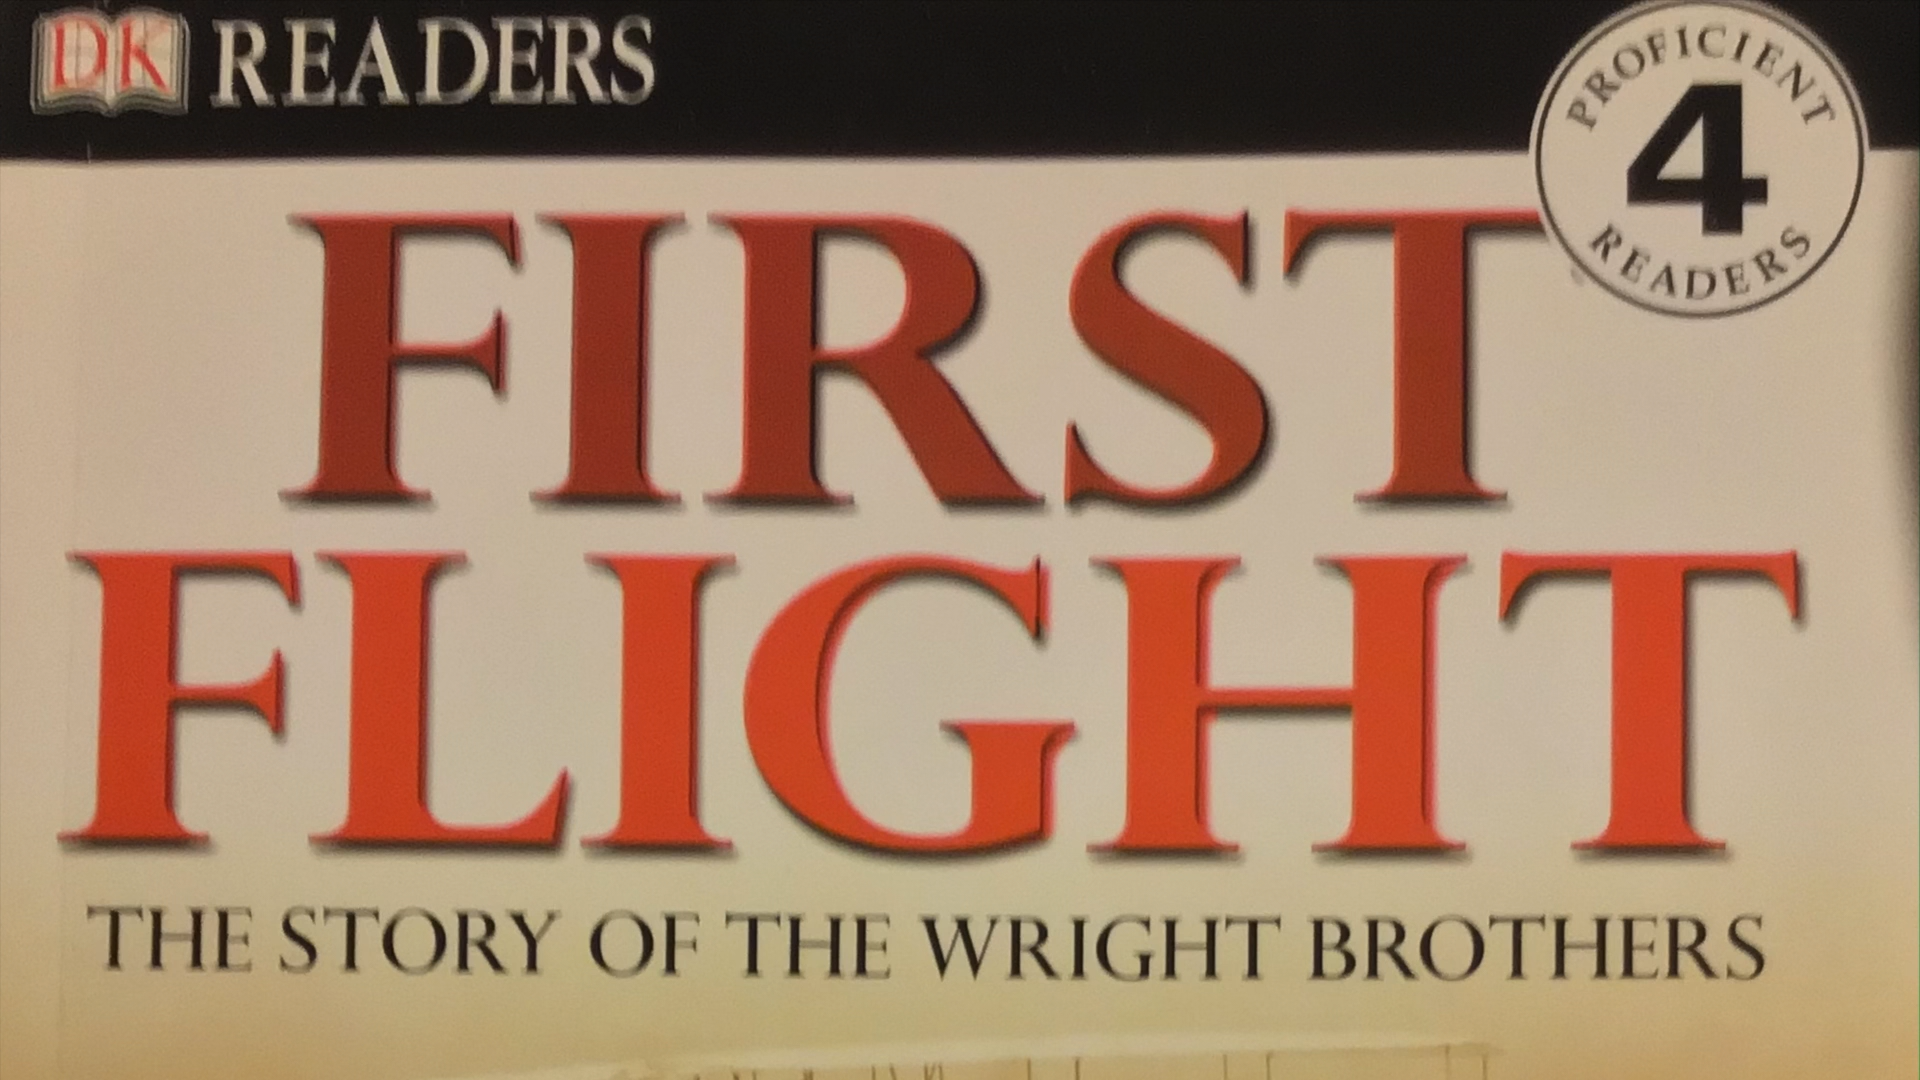 DK READERS
PROFICIENT
4
READERS
FIRST
FLIGHT
THE STORY OF THE WRIGHT BROTHERS